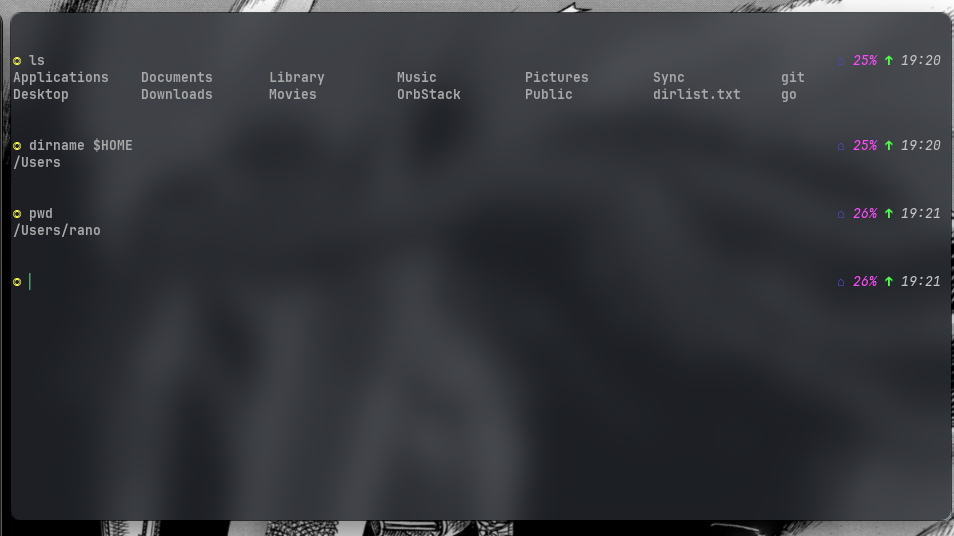 © ls ⌂ 25% ↑ 19:20
Applications Documents Library Music Pictures Sync git
Desktop Downloads Movies OrbStack Public dirlist.txt go
© dirname $HOME ⌂ 25% ↑ 19:20
/Users
© pwd ⌂ 26% ↑ 19:21
/Users/rano
© ⌂ 26% ↑ 19:21